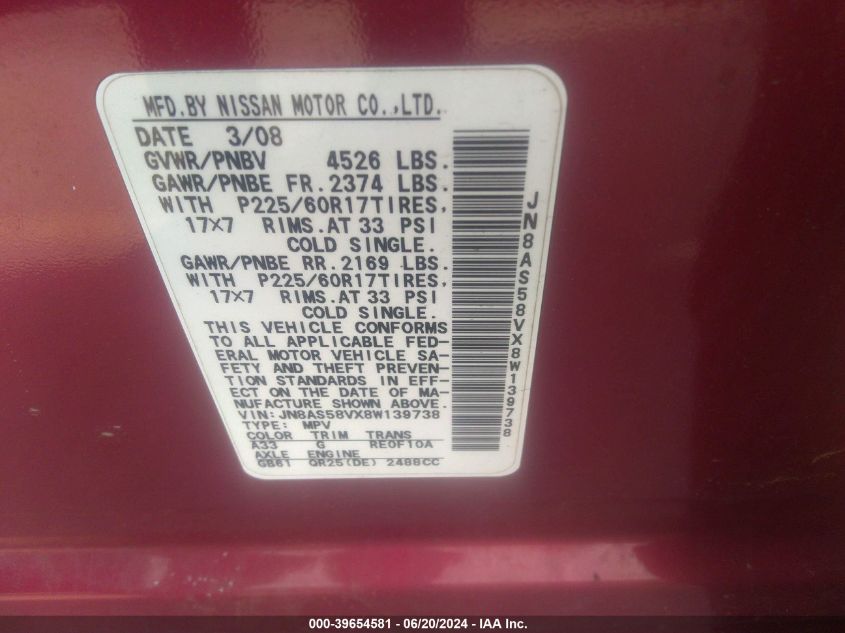 MFD.BY NISSAN MOTOR CO.,LTD.
DATE 3/08
GVWR/PNBV 4526 LBS.
GAWR/PNBE FR. 2374 LBS.
WITH P225/60R17TIRES,
17×7 RIMS.AT 33 PSI
COLD SINGLE.
GAWR/PNBE RR. 2169 LBS.
WITH P225/60R17TIRES,
17×7 RIMS.AT 33 PSI
COLD SINGLE.
THIS VEHICLE CONFORMS
TO ALL APPLICABLE FED-
ERAL MOTOR VEHICLE SA-
FETY AND THEFT PREVEN-
TION STANDARDS IN EFF-
ECT ON THE DATE OF MA-
NUFACTURE SHOWN ABOVE.
VIN:JN8AS58VX8W139738
TYPE: MPV
COLOR TRIM TRANS
A33 G RE0F10A
AXLE ENGINE
GB61 QR25(DE) 2488CC
JN8AS58VX8W139738
000-39654581 - 06/20/2024 - IAA Inc.